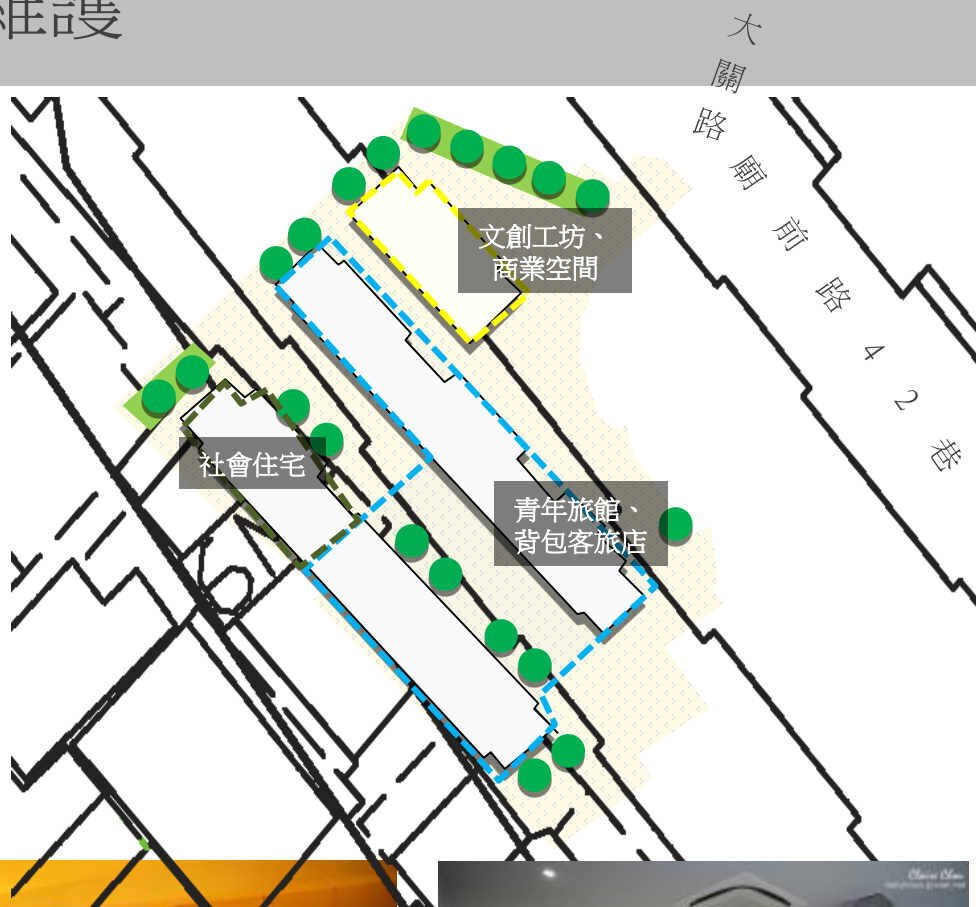 維護
大關路廟前路42巷
文創工坊、
商業空間
社會住宅
青年旅館、
背包客旅店